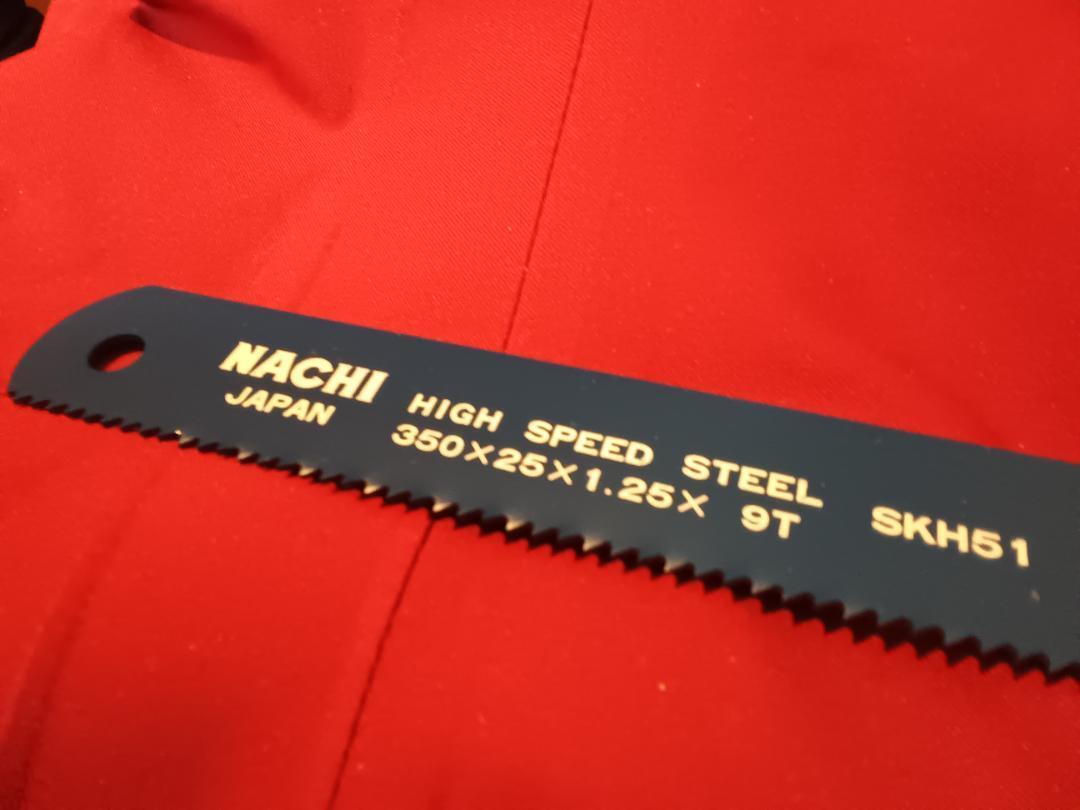 NACHI HIGH SPEED STEEL SKH51
JAPAN 350×25×1.25× 9T